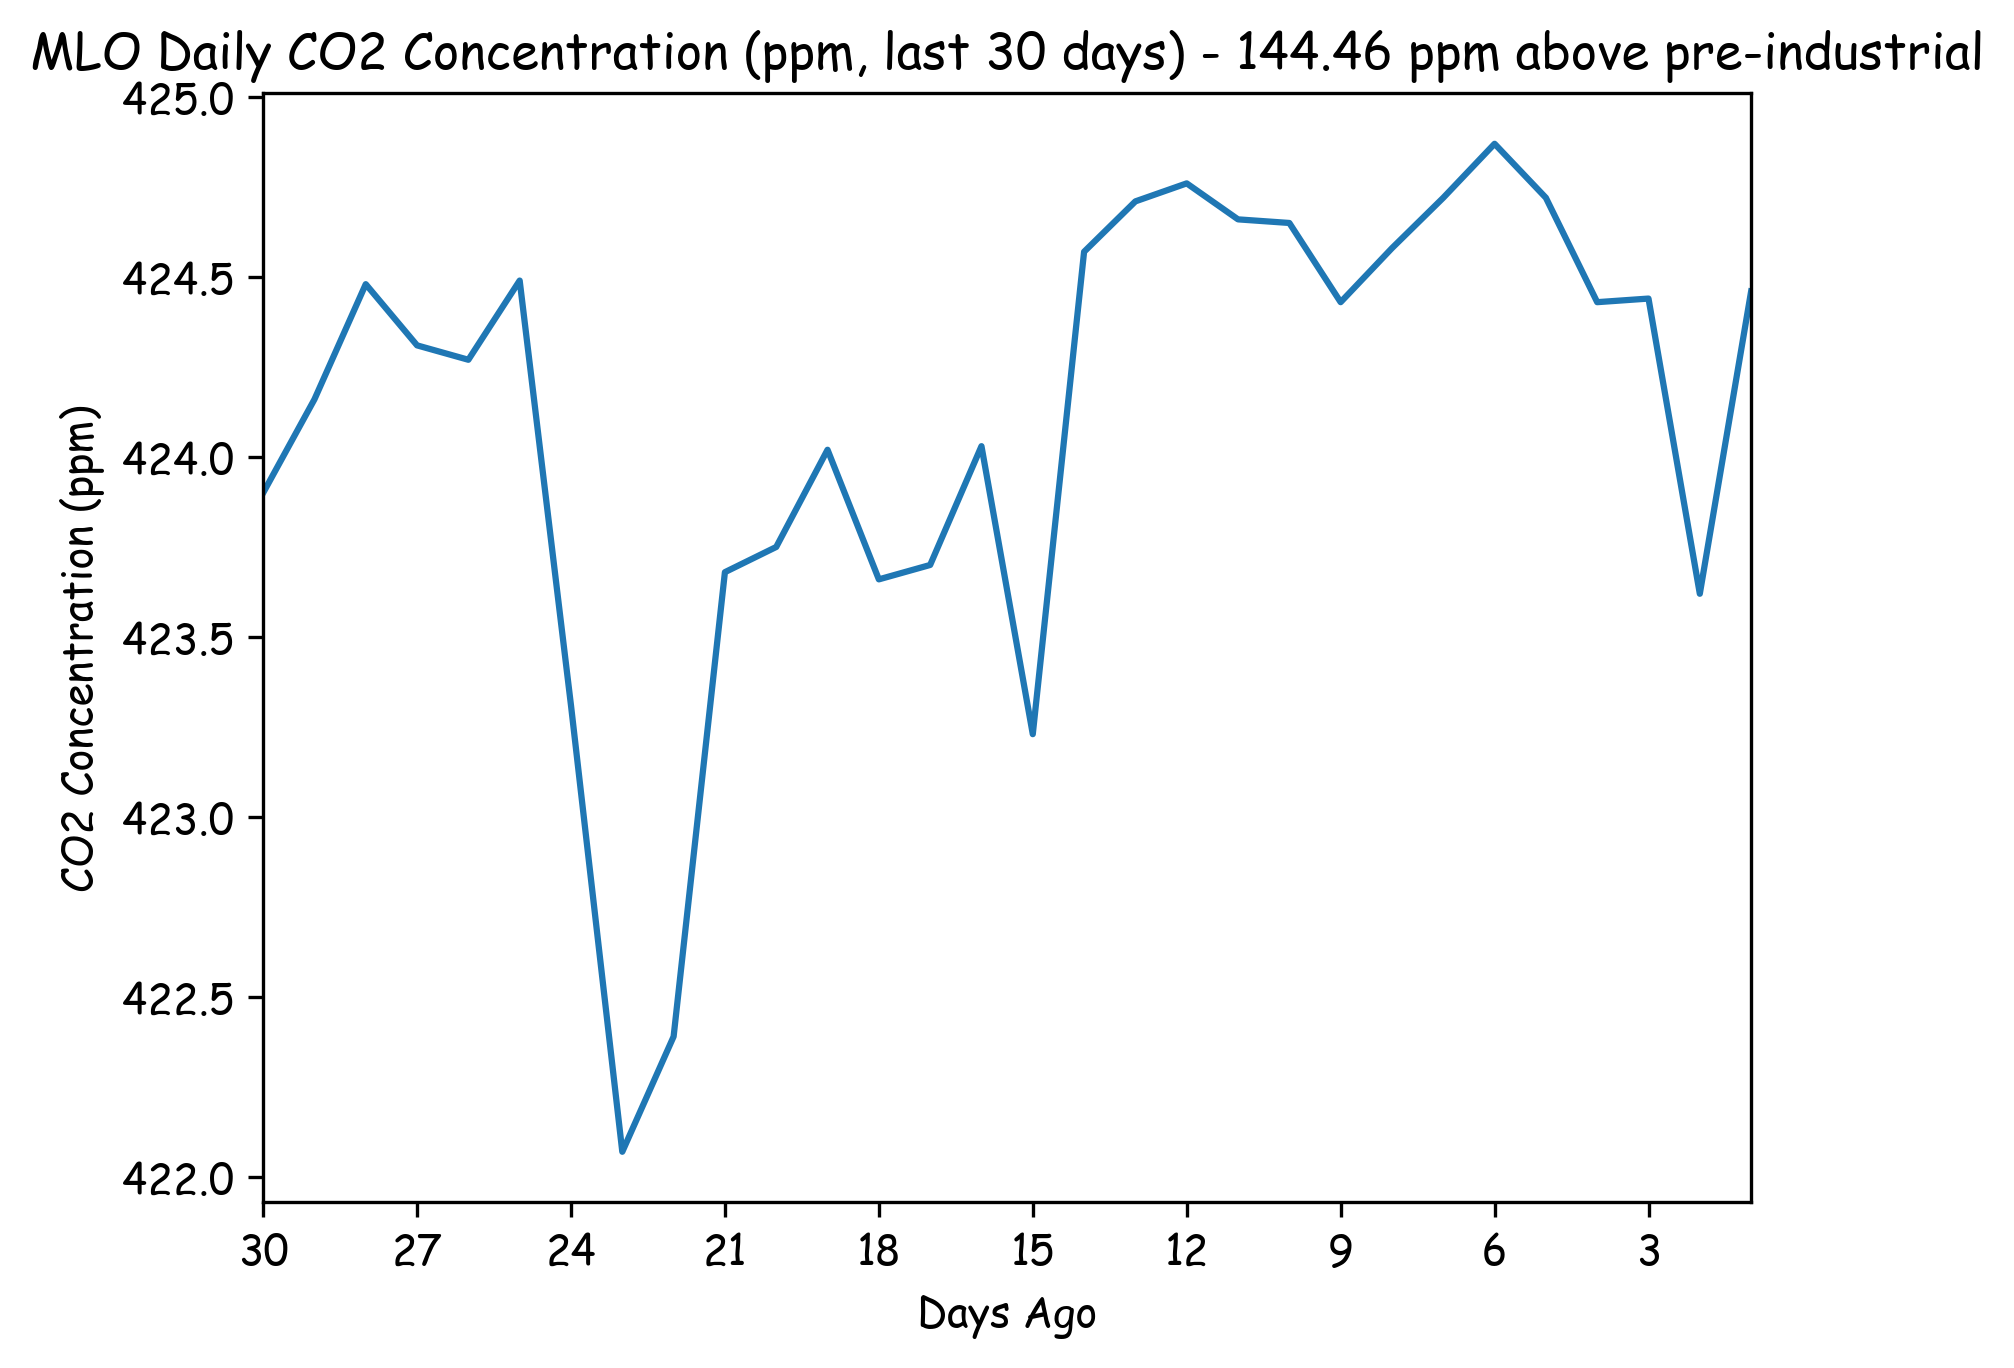 MLO Daily CO2 Concentration (ppm, last 30 days) - 144.46 ppm above pre-industrial
425.0
424.5
424.0
423.5
423.0
422.5
422.0
CO2 Concentration (ppm)
30 27 24 21 18 15 12 9 6 3
Days Ago